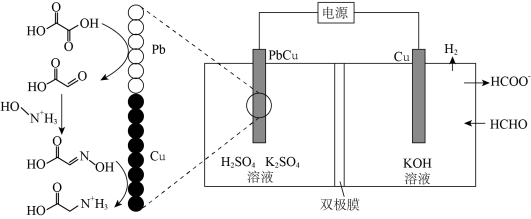 电源
PbCu
Cu
H₂
HCOO⁻
HCHO
H₂SO₄ K₂SO₄
溶液
KOH
溶液
双极膜
Pb
Cu
O
OH
HO
O
HO
O
HO
O
HO
N⁺H₃
O
HO
N
OH
O
HO
N⁺H₃